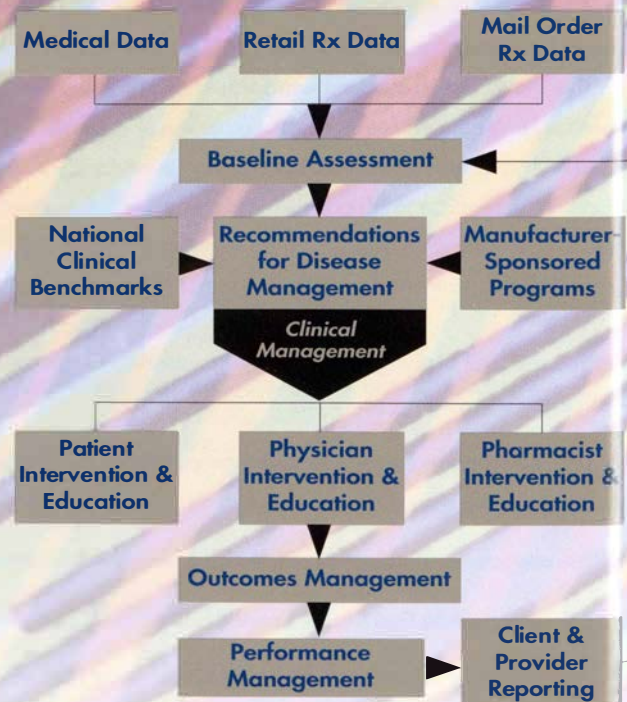 Medical Data
Retail Rx Data
Mail Order
Rx Data
Baseline Assessment
National
Clinical
Benchmarks
Recommendations
for Disease
Management
Manufacturer-
Sponsored
Programs
Clinical
Management
Patient
Intervention &
Education
Physician
Intervention &
Education
Pharmacist
Intervention &
Education
Outcomes Management
Performance
Management
Client &
Provider
Reporting